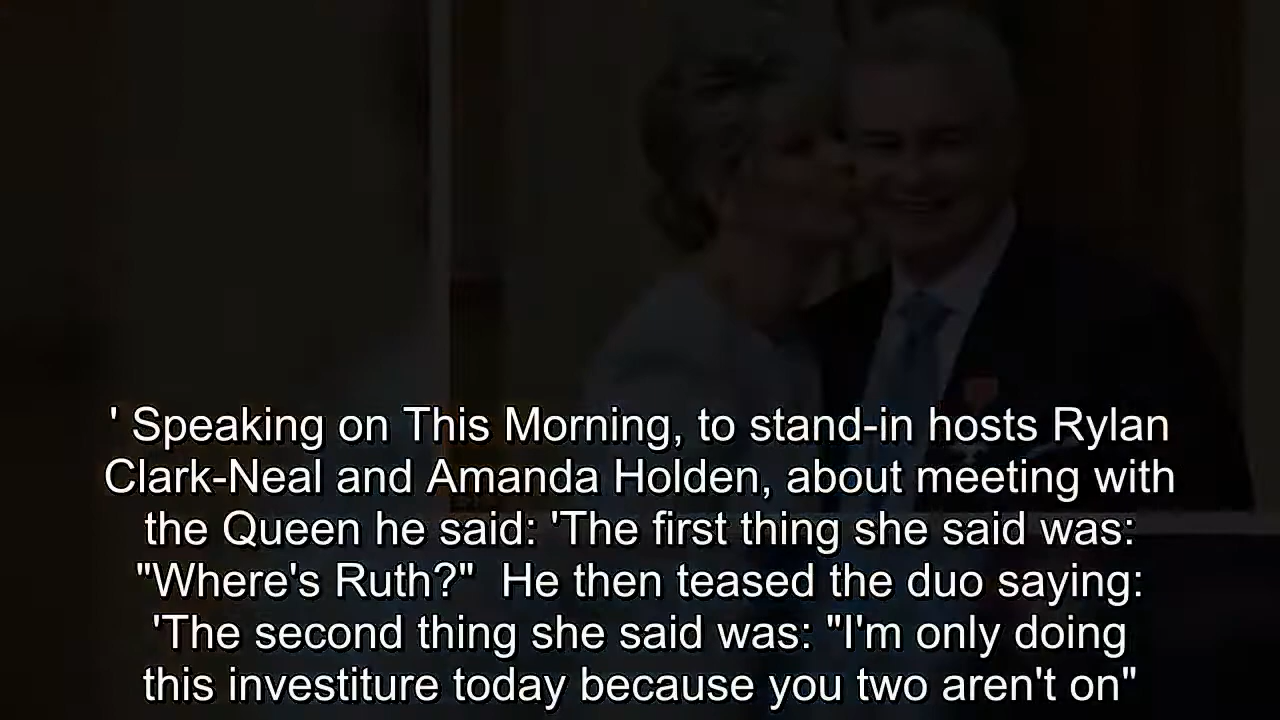 ' Speaking on This Morning, to stand-in hosts Rylan
Clark-Neal and Amanda Holden, about meeting with
the Queen he said: 'The first thing she said was:
"Where's Ruth?"  He then teased the duo saying:
'The second thing she said was: "I'm only doing
this investiture today because you two aren't on"